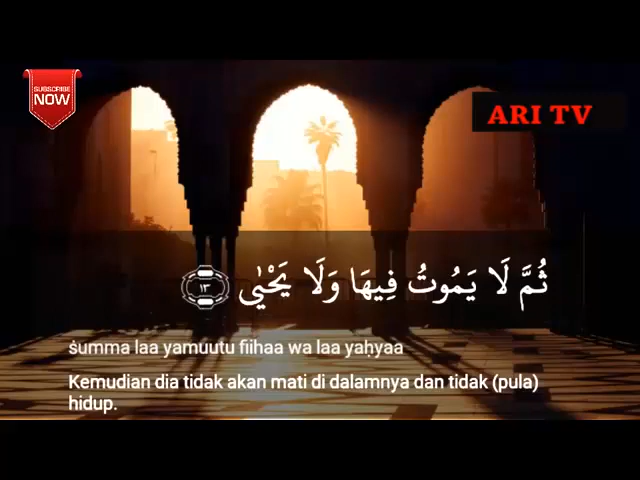 SUBSCRIBE
NOW
ARI TV
ثُمَّ لَا يَمُوتُ فِيهَا وَلَا يَحْيٰى ١٣
ṡumma laa yamuutu fiihaa wa laa yaḥyaa
Kemudian dia tidak akan mati di dalamnya dan tidak (pula)
hidup.